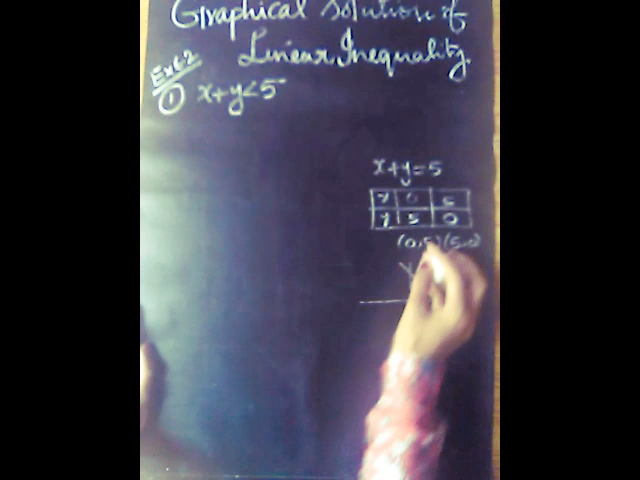 Graphical Solution of
Linear Inequality
Ex 6.2
① x+y<5
x+y=5
x 0 5
y 5 0
(0,5)(5,0)
Y